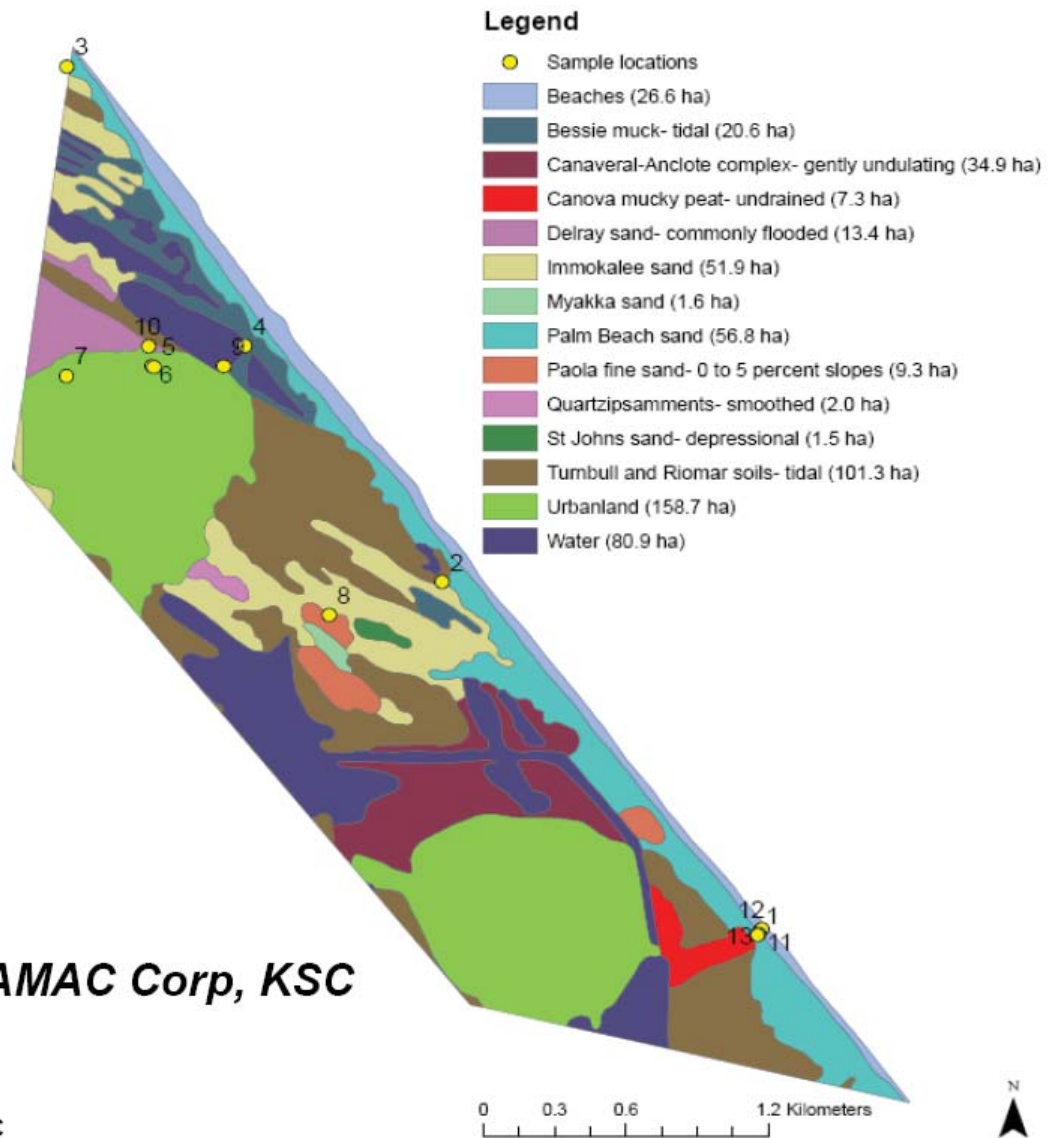 Legend
Sample locations
Beaches (26.6 ha)
Bessie muck- tidal (20.6 ha)
Canaveral-Anclote complex- gently undulating (34.9 ha)
Canova mucky peat- undrained (7.3 ha)
Delray sand- commonly flooded (13.4 ha)
Immokalee sand (51.9 ha)
Myakka sand (1.6 ha)
Palm Beach sand (56.8 ha)
Paola fine sand- 0 to 5 percent slopes (9.3 ha)
Quartzipsamments- smoothed (2.0 ha)
St Johns sand- depressional (1.5 ha)
Turnbull and Riomar soils- tidal (101.3 ha)
Urbanland (158.7 ha)
Water (80.9 ha)
3
10
5
9
4
7
6
2
8
12
1
13
11
AMAC Corp, KSC
0 0.3 0.6 1.2 Kilometers
N